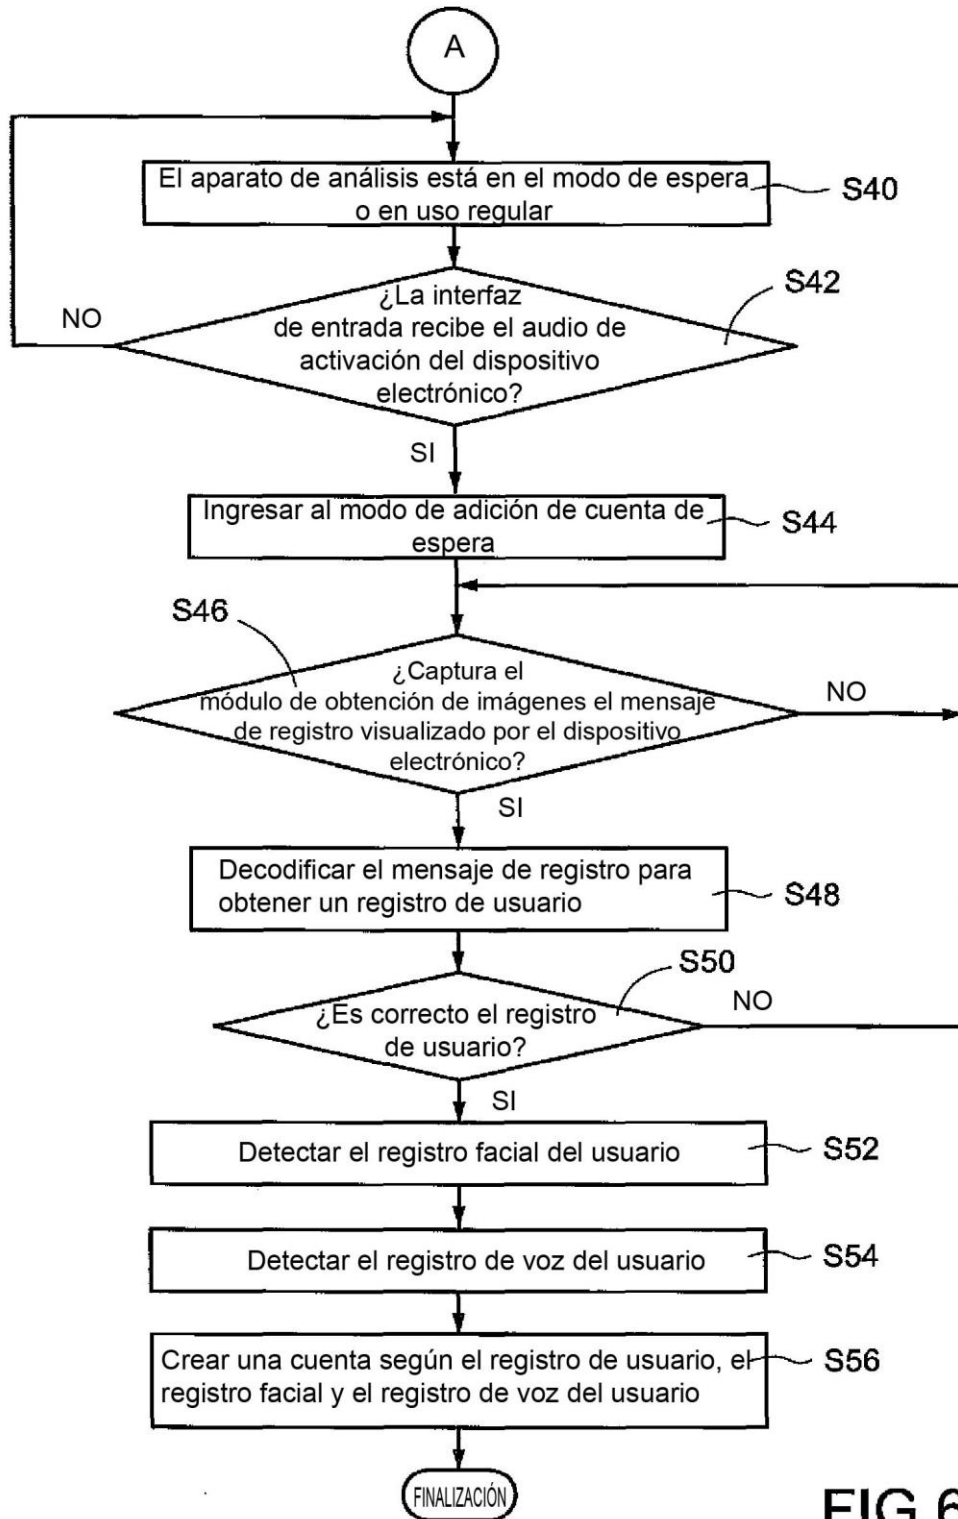 A
El aparato de análisis está en el modo de espera
o en uso regular
S40
¿La interfaz
de entrada recibe el audio de
activación del dispositivo
electrónico?
S42
NO
SI
Ingresar al modo de adición de cuenta de
espera
S44
S46
¿Captura el
módulo de obtención de imágenes el mensaje
de registro visualizado por el dispositivo
electrónico?
NO
SI
Decodificar el mensaje de registro para
obtener un registro de usuario
S48
S50
¿Es correcto el registro
de usuario?
NO
SI
Detectar el registro facial del usuario
S52
Detectar el registro de voz del usuario
S54
Crear una cuenta según el registro de usuario, el
registro facial y el registro de voz del usuario
S56
FINALIZACIÓN
FIG.6